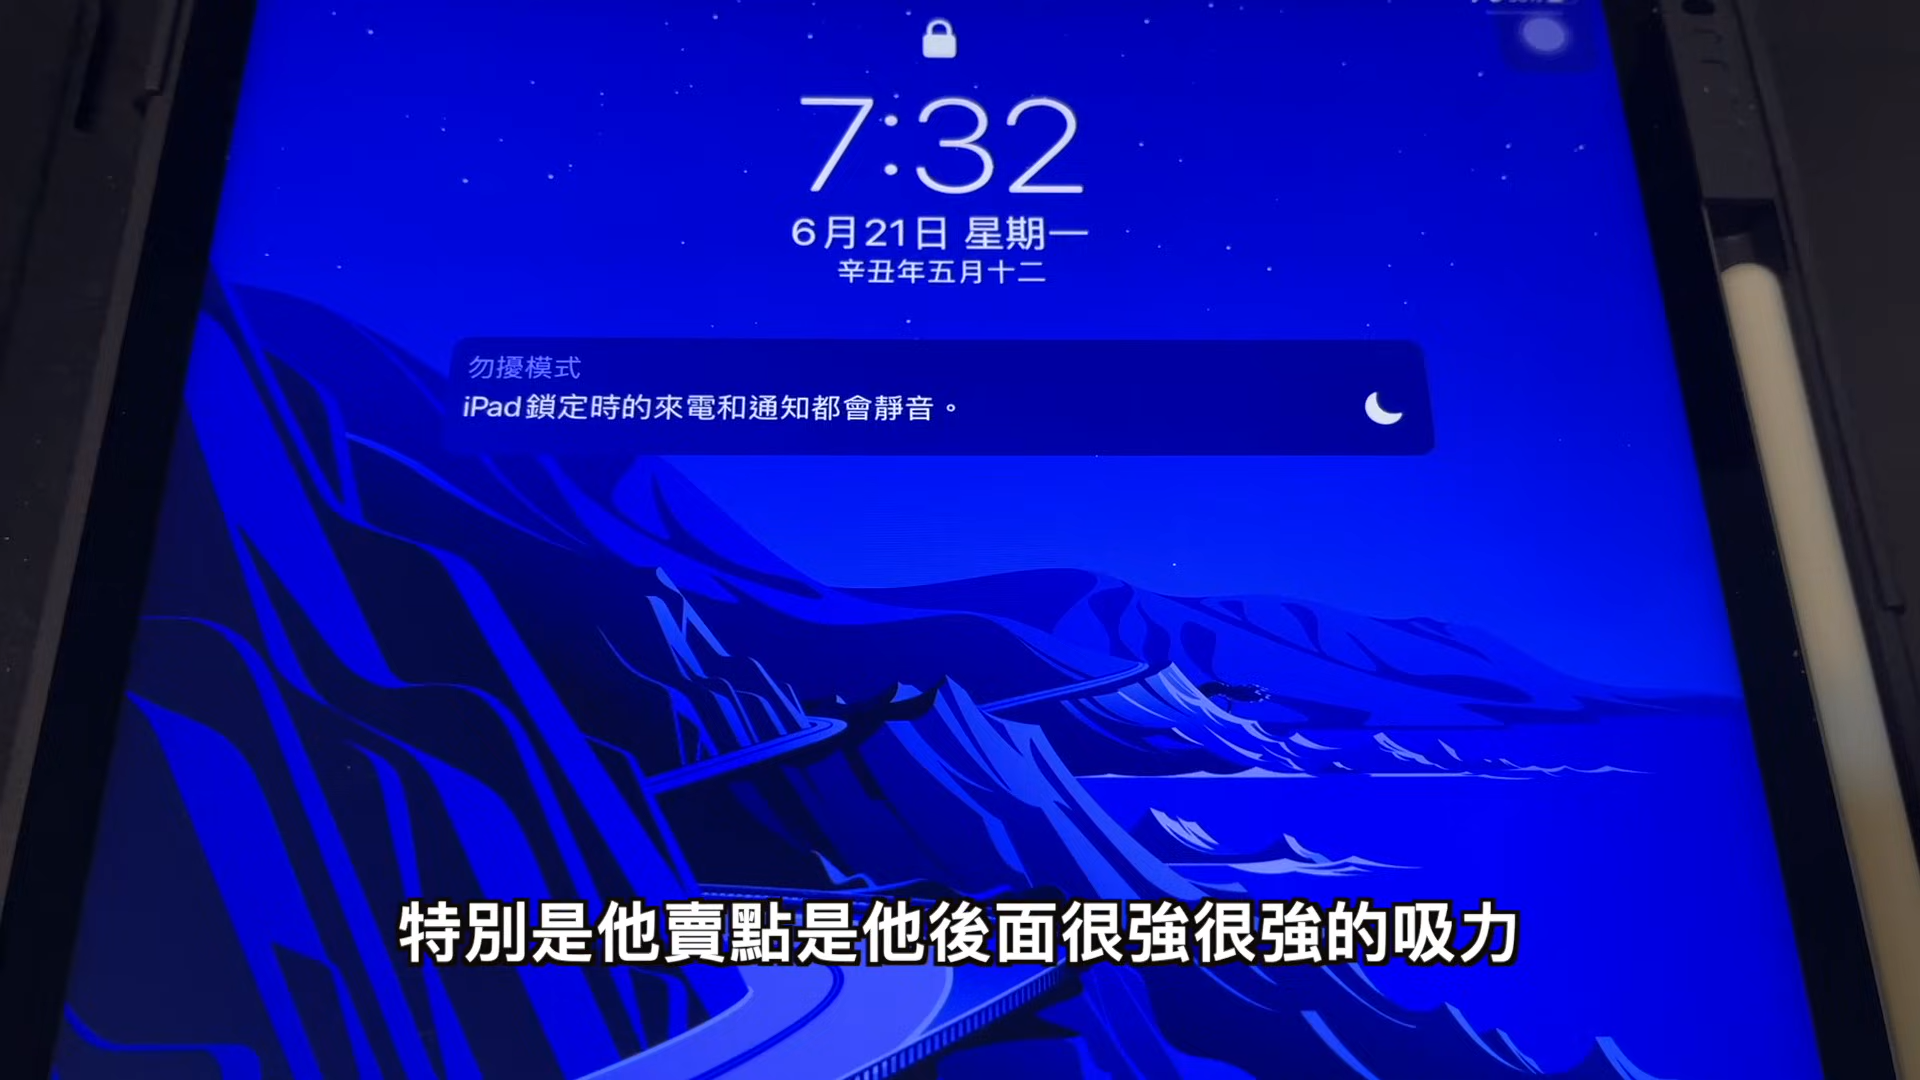 7:32
6月21日 星期一
辛丑年五月十二
勿擾模式
iPad鎖定時的來電和通知都會靜音。
特別是他賣點是他後面很強很強的吸力